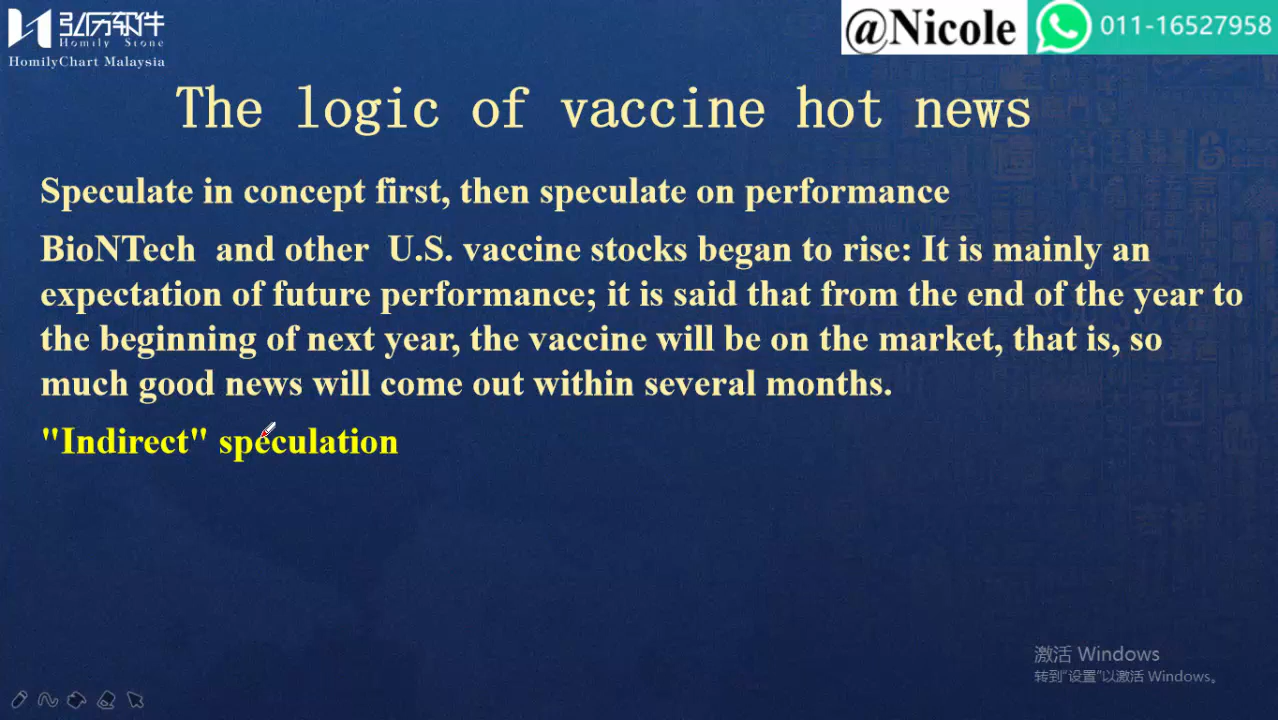 弘历软件
Homily Stone
HomilyChart Malaysia
@Nicole
011-16527958
The logic of vaccine hot news
Speculate in concept first, then speculate on performance
BioNTech and other U.S. vaccine stocks began to rise: It is mainly an
expectation of future performance; it is said that from the end of the year to
the beginning of next year, the vaccine will be on the market, that is, so
much good news will come out within several months.
"Indirect" speculation
激活 Windows
转到"设置"以激活 Windows。